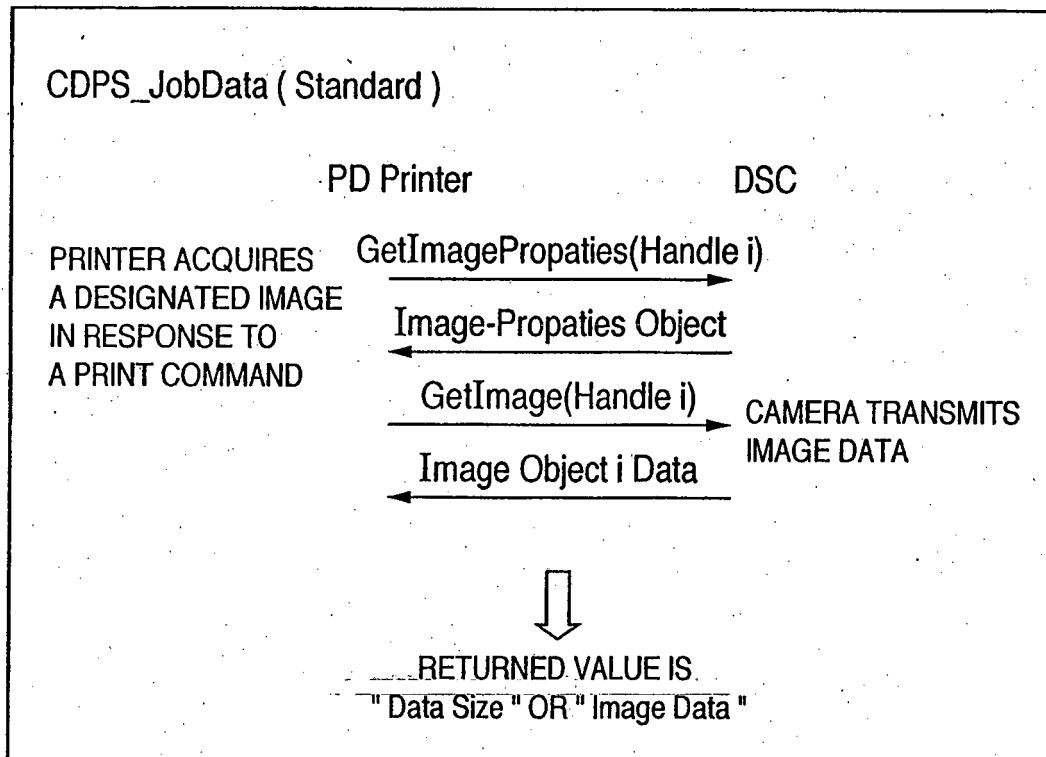 CDPS_JobData ( Standard )
PD Printer DSC
PRINTER ACQUIRES
A DESIGNATED IMAGE
IN RESPONSE TO
A PRINT COMMAND
GetImagePropaties(Handle i)
Image-Propaties Object
GetImage(Handle i)
Image Object i Data
CAMERA TRANSMITS
IMAGE DATA
RETURNED VALUE IS
" Data Size " OR " Image Data "